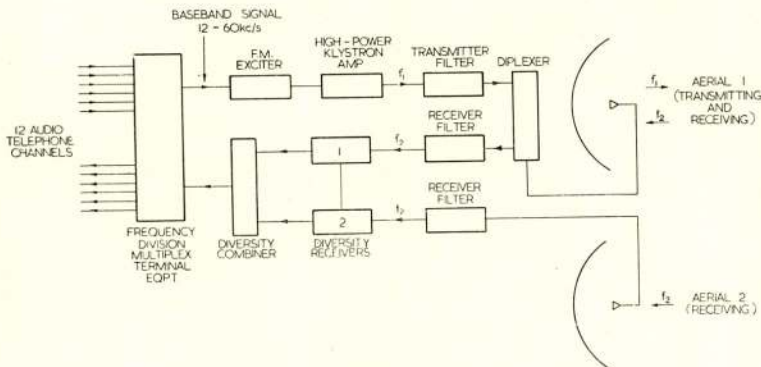 BASEBAND SIGNAL
12 - 60kc/s
F.M.
EXCITER
HIGH - POWER
KLYSTRON
AMP
f₁
TRANSMITTER
FILTER
DIPLEXER
f₁
f₂
AERIAL 1
(TRANSMITTING
AND
RECEIVING)
12 AUDIO
TELEPHONE
CHANNELS
1
f₂
RECEIVER
FILTER
2
f₂
RECEIVER
FILTER
FREQUENCY
DIVISION
MULTIPLEX
TERMINAL
EQPT
DIVERSITY
COMBINER
DIVERSITY
RECEIVERS
f₂
AERIAL 2
(RECEIVING)